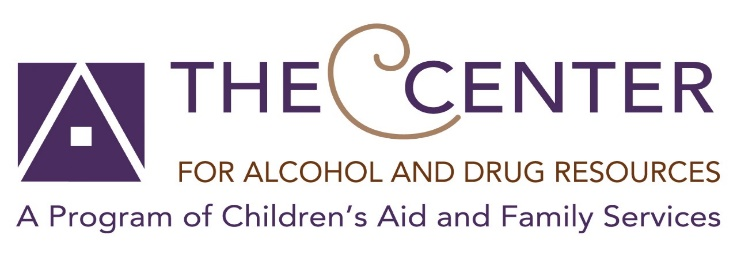 THE CENTER
FOR ALCOHOL AND DRUG RESOURCES
A Program of Children's Aid and Family Services